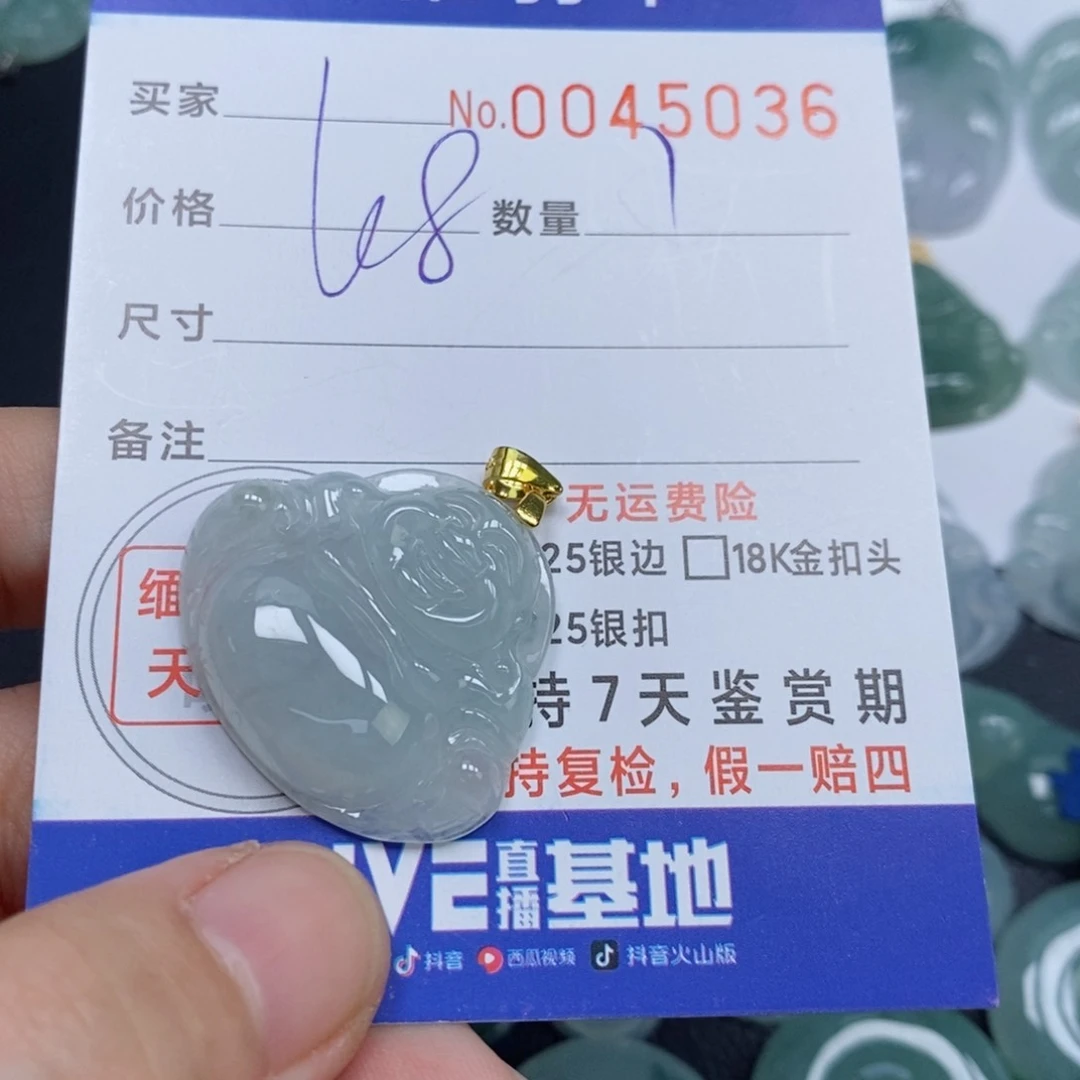 买家 No.0045036
价格 数量 1
尺寸
备注
无运费险
25银边 □18K金扣头
25银扣
缅
天
持7天鉴赏期
持复检，假一赔四
直播基地
抖音 西瓜视频 抖音火山版